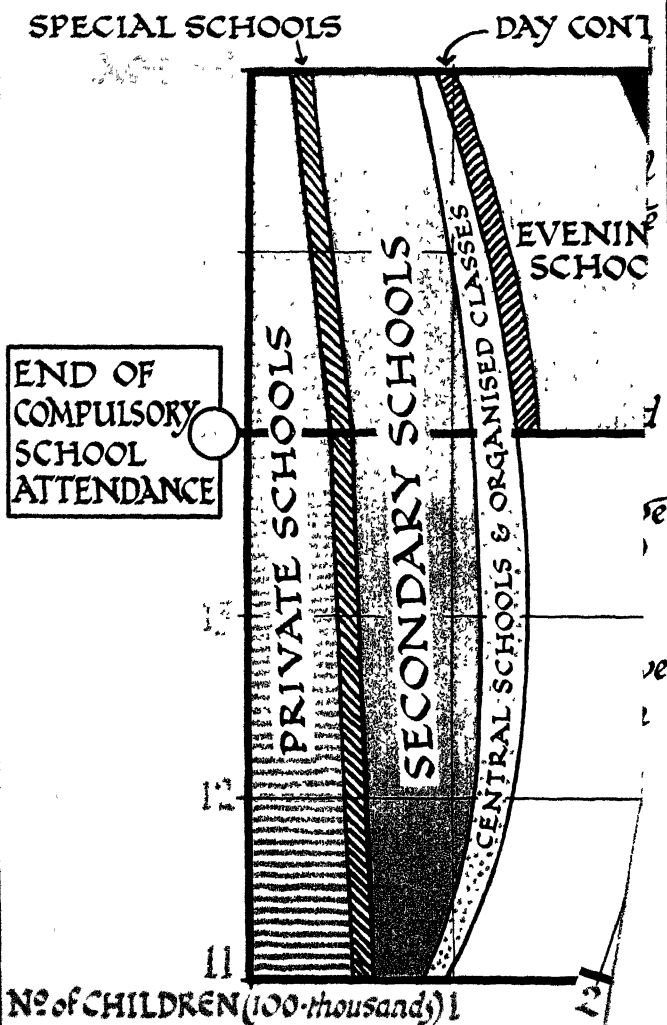 SPECIAL SCHOOLS
DAY CONT
EVENIN
SCHOC
END OF
COMPULSORY
SCHOOL
ATTENDANCE
PRIVATE SCHOOLS
SECONDARY SCHOOLS
CENTRAL SCHOOLS & ORGANISED CLASSES
13
12
11
Nº of CHILDREN (100-thousands) 1